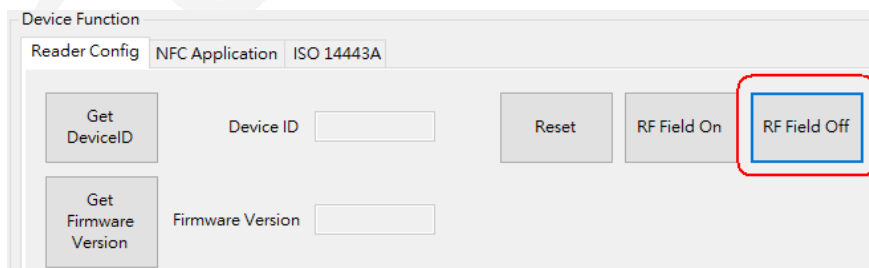 Device Function
Reader Config NFC Application ISO 14443A
Get
DeviceID
Device ID
Reset
RF Field On
RF Field Off
Get
Firmware
Version
Firmware Version